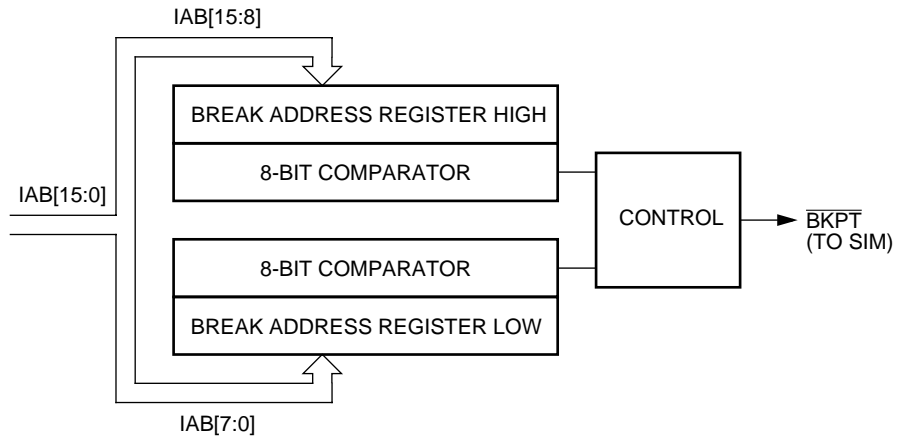 IAB[15:8]
BREAK ADDRESS REGISTER HIGH
8-BIT COMPARATOR
IAB[15:0]
CONTROL
BKPT
(TO SIM)
8-BIT COMPARATOR
BREAK ADDRESS REGISTER LOW
IAB[7:0]